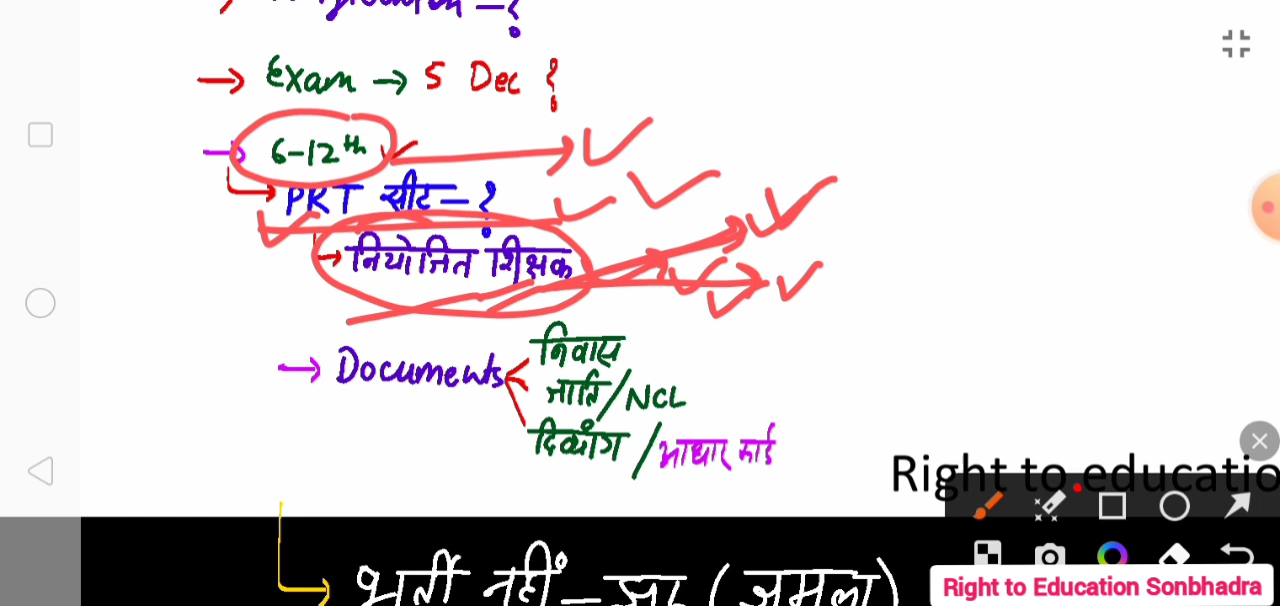 Exam → 5 Dec ?
→ 6-12th
PRT सीट - ?
→ नियोजित शिक्षक
→ Documents
निवास
जाति/NCL
दिव्यांग/आधार कार्ड
Right to educatio
भर्ती नहीं -
Right to Education Sonbhadra